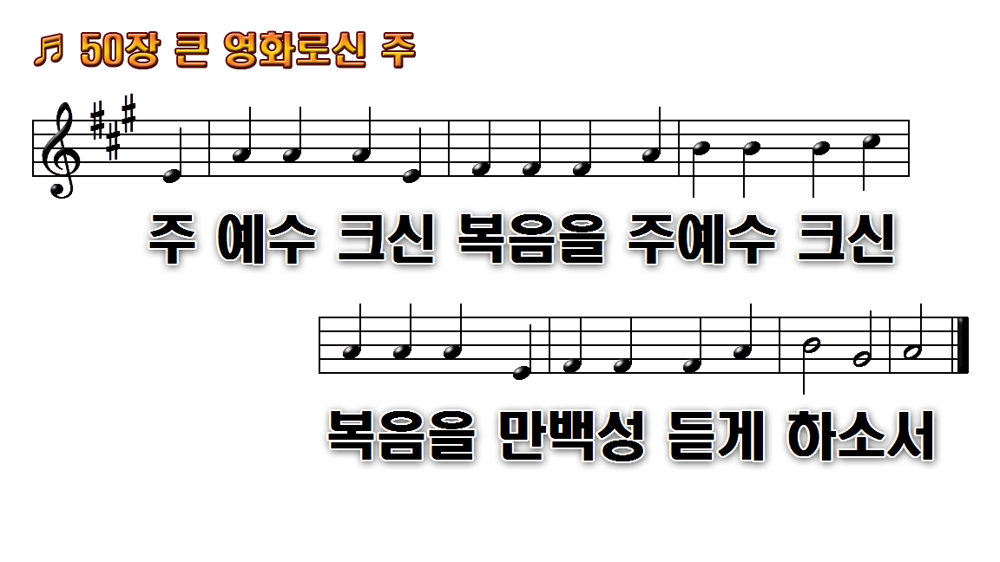 50장 큰 영화로신 주
주 예수 크신 복음을 주예수 크신
복음을 만백성 듣게 하소서